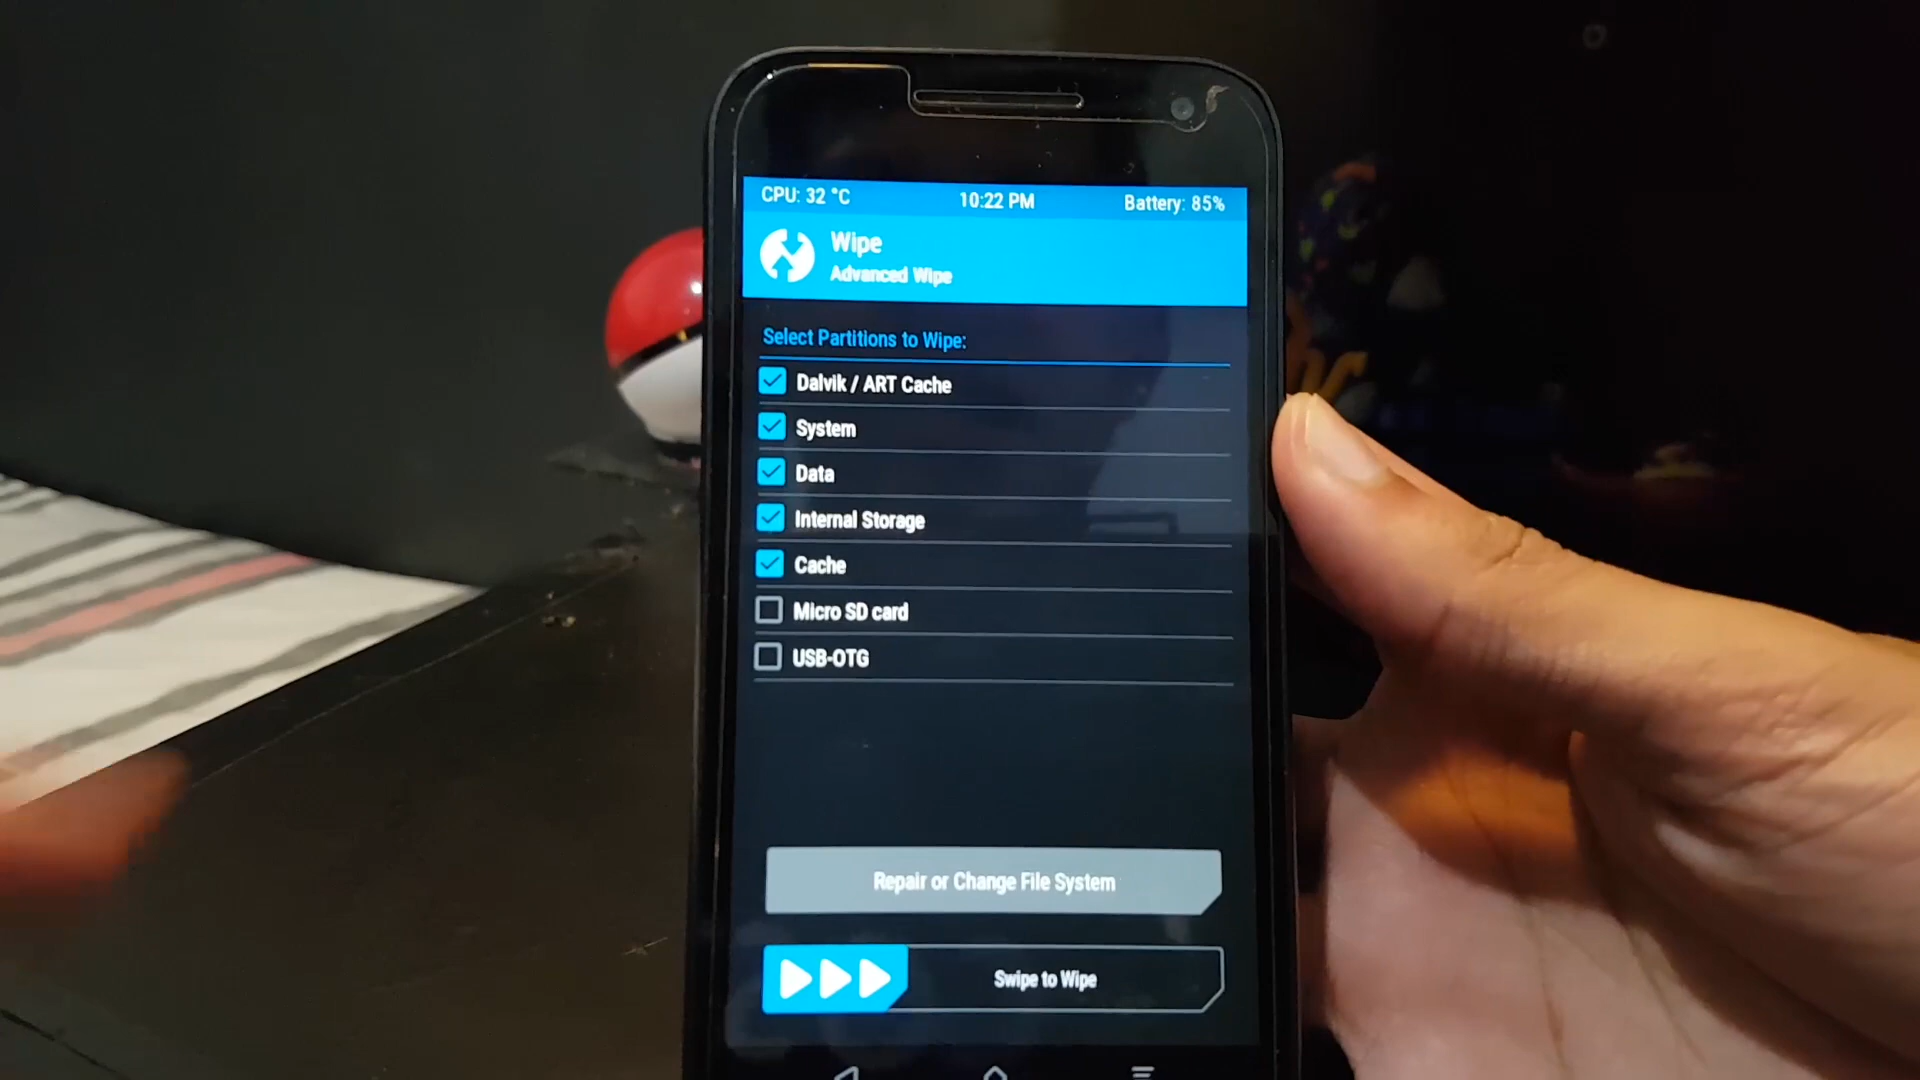 CPU: 32 °C 10:22 PM Battery: 85%
Wipe
Advanced Wipe
Select Partitions to Wipe:
Dalvik / ART Cache
System
Data
Internal Storage
Cache
Micro SD card
USB-OTG
Repair or Change File System
Swipe to Wipe